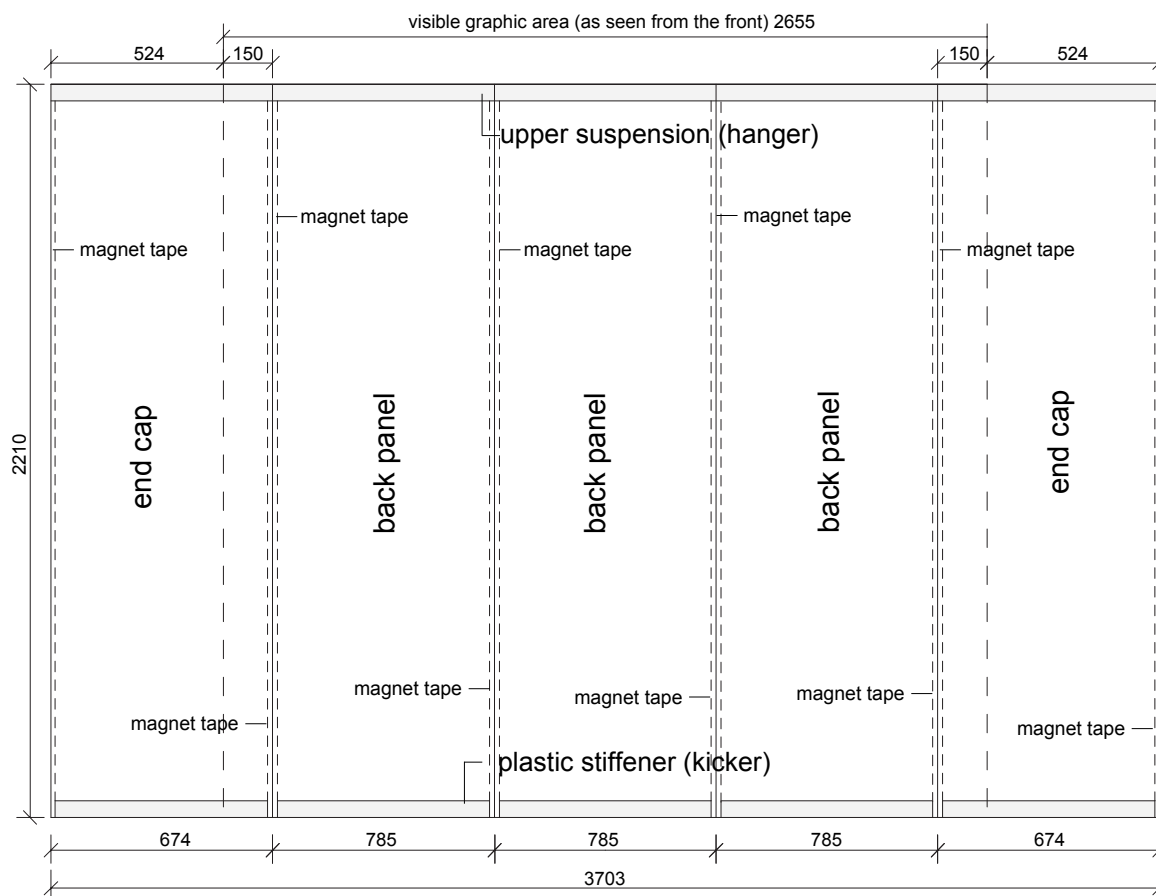 visible graphic area (as seen from the front) 2655
524
150
150
524
upper suspension (hanger)
magnet tape
magnet tape
magnet tape
magnet tape
magnet tape
2210
end cap
back panel
back panel
back panel
end cap
magnet tape
magnet tape
magnet tape
magnet tape
magnet tape
plastic stiffener (kicker)
674
785
785
785
674
3703